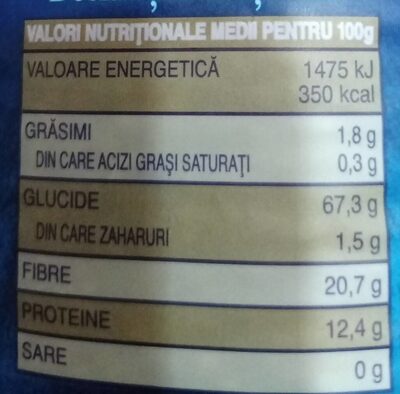 VALORI NUTRIȚIONALE MEDII PENTRU 100g
VALOARE ENERGETICĂ 1475 kJ
350 kcal
GRĂSIMI 1,8 g
DIN CARE ACIZI GRAȘI SATURAȚI 0,3 g
GLUCIDE 67,3 g
DIN CARE ZAHARURI 1,5 g
FIBRE 20,7 g
PROTEINE 12,4 g
SARE 0 g